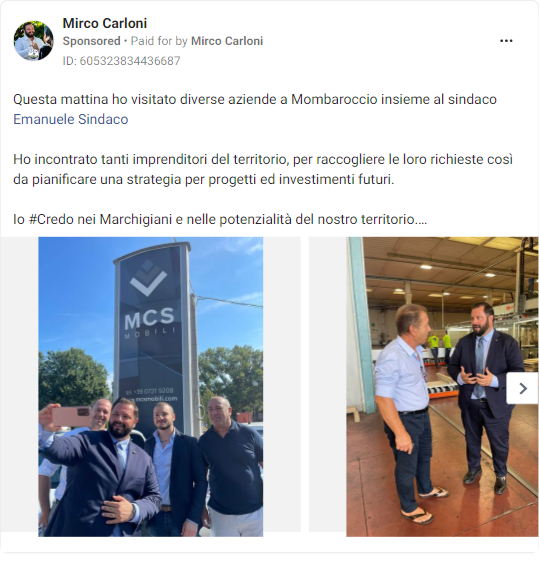 Mirco Carloni
Sponsored • Paid for by Mirco Carloni
ID: 605323834436687
Questa mattina ho visitato diverse aziende a Mombaroccio insieme al sindaco
Emanuele Sindaco
Ho incontrato tanti imprenditori del territorio, per raccogliere le loro richieste così
da pianificare una strategia per progetti ed investimenti futuri.
Io #Credo nei Marchigiani e nelle potenzialità del nostro territorio....
MCS
MOBILI
+39 0721 9208
mcsmobili.com